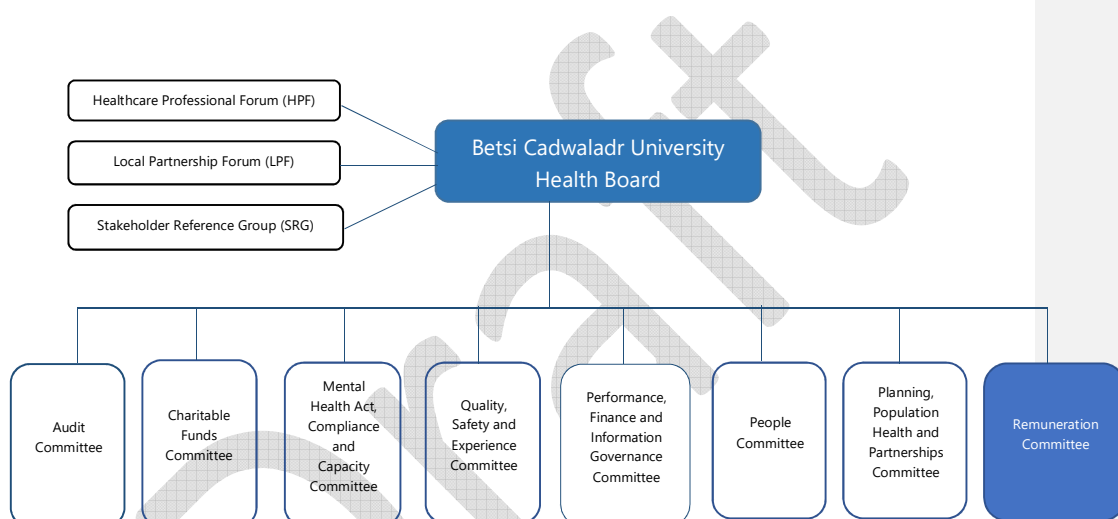 Healthcare Professional Forum (HPF)
Local Partnership Forum (LPF)
Stakeholder Reference Group (SRG)
Betsi Cadwaladr University
Health Board
Audit
Committee
Charitable
Funds
Committee
Mental
Health Act,
Compliance
and
Capacity
Committee
Quality,
Safety and
Experience
Committee
Performance,
Finance and
Information
Governance
Committee
People
Committee
Planning,
Population
Health and
Partnerships
Committee
Remuneration
Committee
Draft